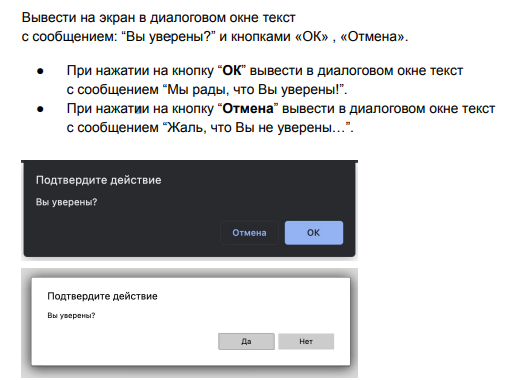 Вывести на экран в диалоговом окне текст
с сообщением: “Вы уверены?” и кнопками «ОК» , «Отмена».
● При нажатии на кнопку “ОК” вывести в диалоговом окне текст
с сообщением “Мы рады, что Вы уверены!”.
● При нажатии на кнопку “Отмена” вывести в диалоговом окне текст
с сообщением “Жаль, что Вы не уверены…”.
Подтвердите действие
Вы уверены?
Отмена ОК
Подтвердите действие
Вы уверены?
Да Нет